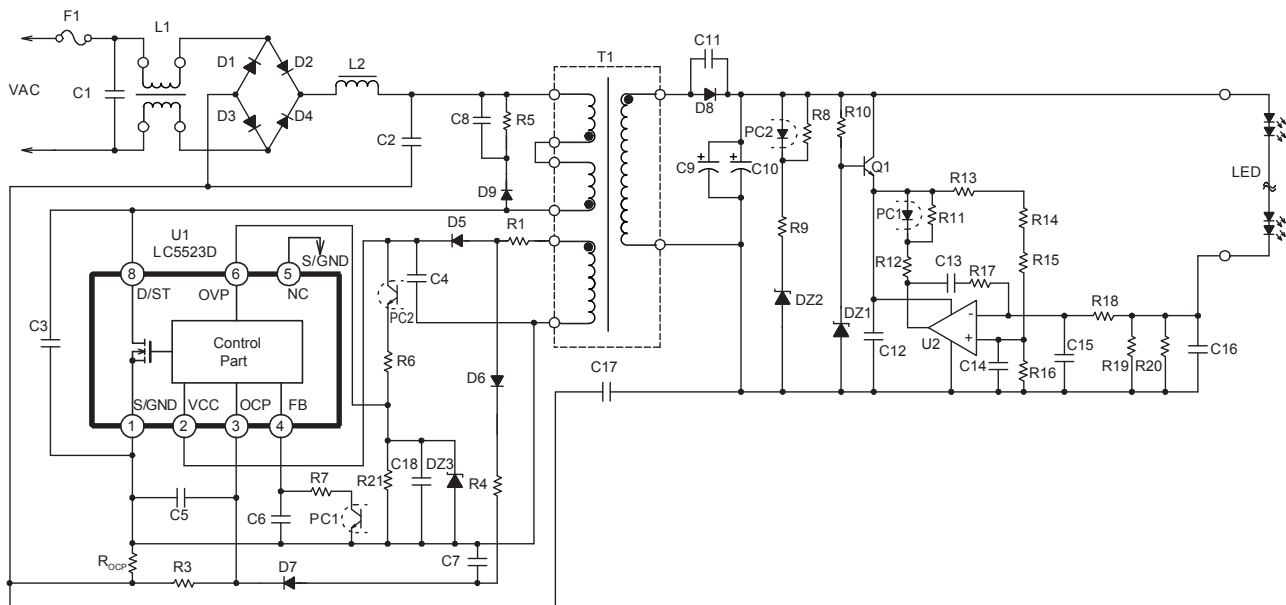 F1
L1
T1
C11
VAC
C1
D1
D2
D3
D4
L2
C2
C8
R5
D9
D8
C9
C10
PC2
R8
R10
Q1
R13
LED
U1
LC5523D
S/GND
8
6
5
D/ST
OVP
NC
C3
Control
Part
D5
R1
C4
PC2
R6
R9
DZ2
DZ1
PC1
R11
R14
R12
C13
R17
R15
R18
U2
-
+
C12
C14
R16
C15
R19
R20
C16
C17
D6
S/GND
VCC
OCP
FB
1
2
3
4
R7
R21
C18
DZ3
R4
C5
C6
PC1
C7
ROCP
R3
D7